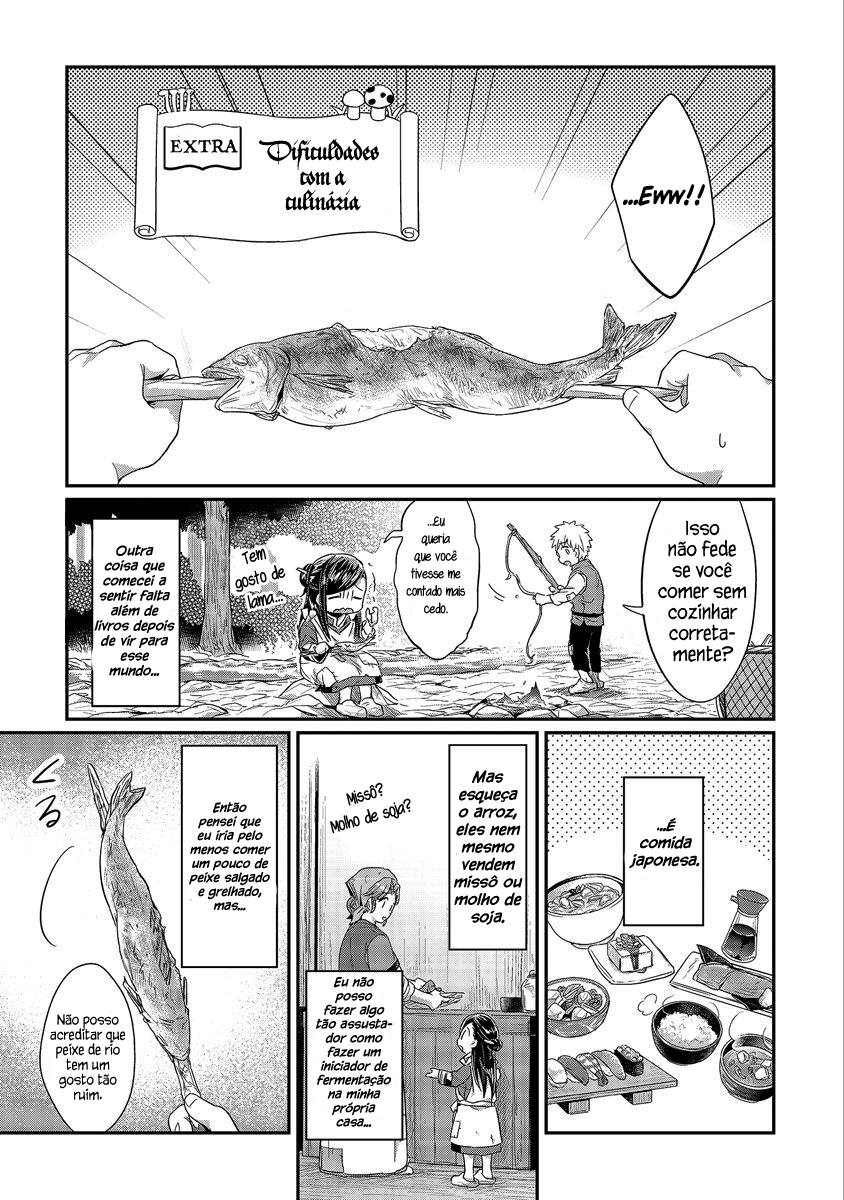 EXTRA
Dificuldades
com a
culinária
...Eww!!
Isso
não fede
se você
comer sem
cozinhar
correta-
mente?
...Eu
queria
que você
tivesse me
contado mais
cedo.
Tem
gosto de
lama...
Outra
coisa que
comecei a
sentir falta
além de
livros depois
de vir para
esse
mundo...
...É
comida
japonesa.
Mas
esqueça
o arroz,
eles nem
mesmo
vendem
missô ou
molho de
soja.
Missô?
Molho de soja?
Eu não
posso
fazer algo
tão assusta-
dor como
fazer um
iniciador de
fermentação
na minha
própria
casa...
Então
pensei que
eu iria pelo
menos comer
um pouco de
peixe salgado
e grelhado,
mas...
くる
Não posso
acreditar que
peixe de rio
tem um
gosto tão
ruím.